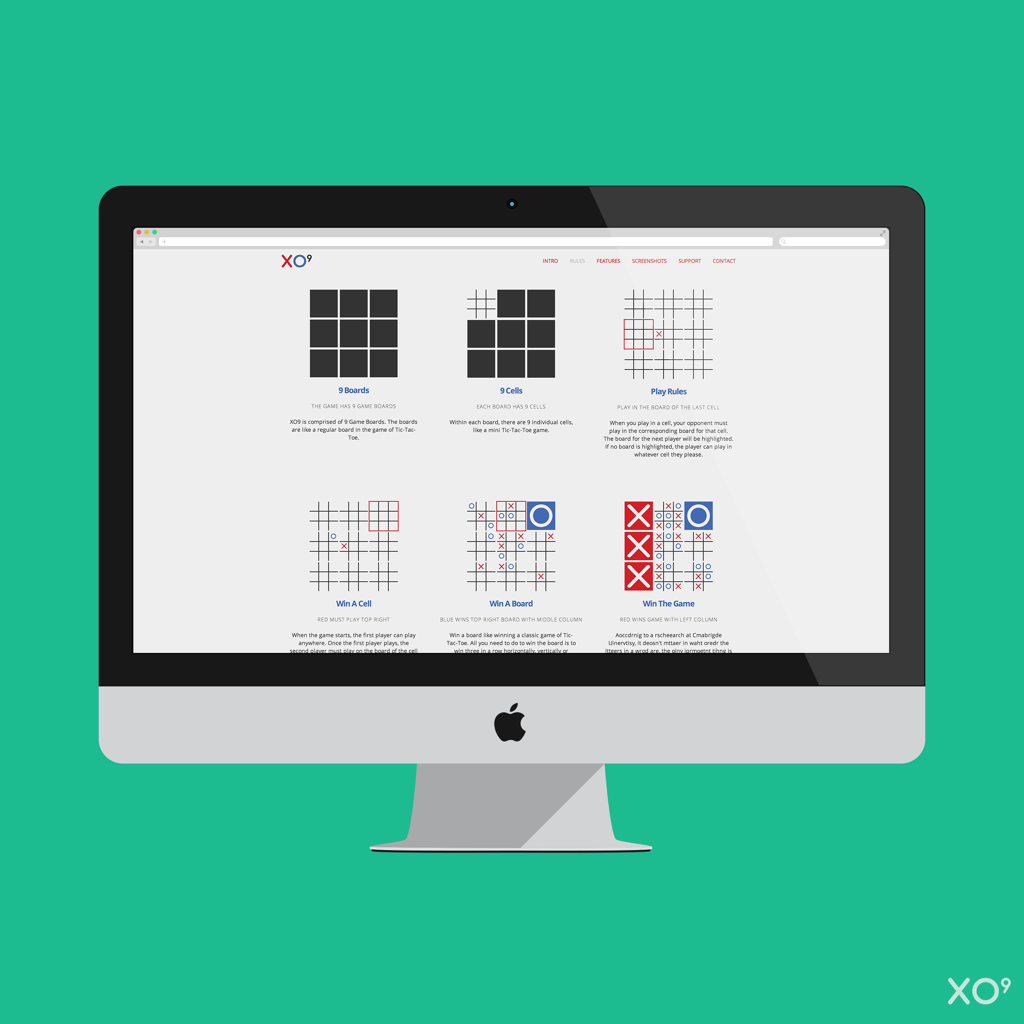 XO9
INTRO RULES FEATURES SCREENSHOTS SUPPORT CONTACT
9 Boards
THE GAME HAS 9 GAME BOARDS
XO9 is comprised of 9 Game Boards. The boards
are like a regular board in the game of Tic-Tac-
Toe.
9 Cells
EACH BOARD HAS 9 CELLS
Within each board, there are 9 individual cells,
like a mini Tic-Tac-Toe game.
Play Rules
PLAY IN THE BOARD OF THE LAST CELL
When you play in a cell, your opponent must
play in the corresponding board for that cell.
The board for the next player will be highlighted.
If no board is highlighted, the player can play in
whatever cell they please.
Win A Cell
RED MUST PLAY TOP RIGHT
When the game starts, the first player can play
anywhere. Once the first player plays, the
second player must play on the board of the cell
Win A Board
BLUE WINS TOP RIGHT BOARD WITH MIDDLE COLUMN
Win a board like winning a classic game of Tic-
Tac-Toe. All you need to do to win the board is to
win three in a row horizontally, vertically or
Win The Game
RED WINS GAME WITH LEFT COLUMN
Aoccdrnig to a rscheearch at Cmabrigde
Uinervtisy, it deosn't mttaer in waht oredr the
ltteers in a wrod are, the olny iprmoetnt tihng is
XO9